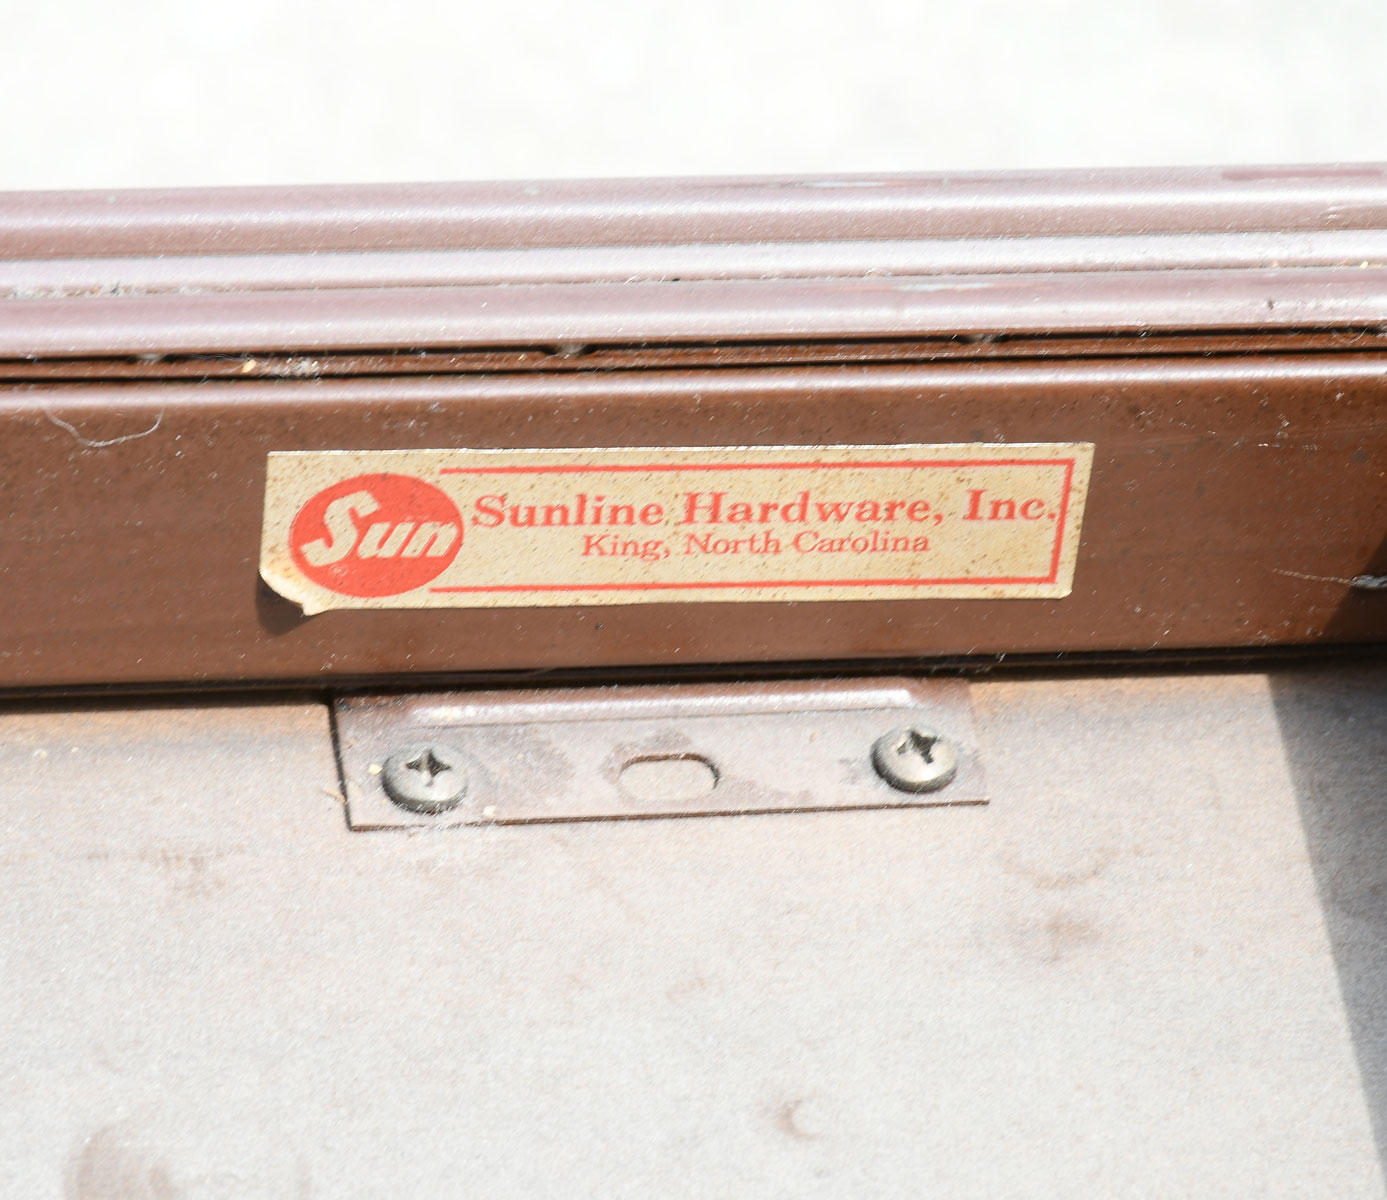 Sun
Sunline Hardware, Inc.
King, North Carolina